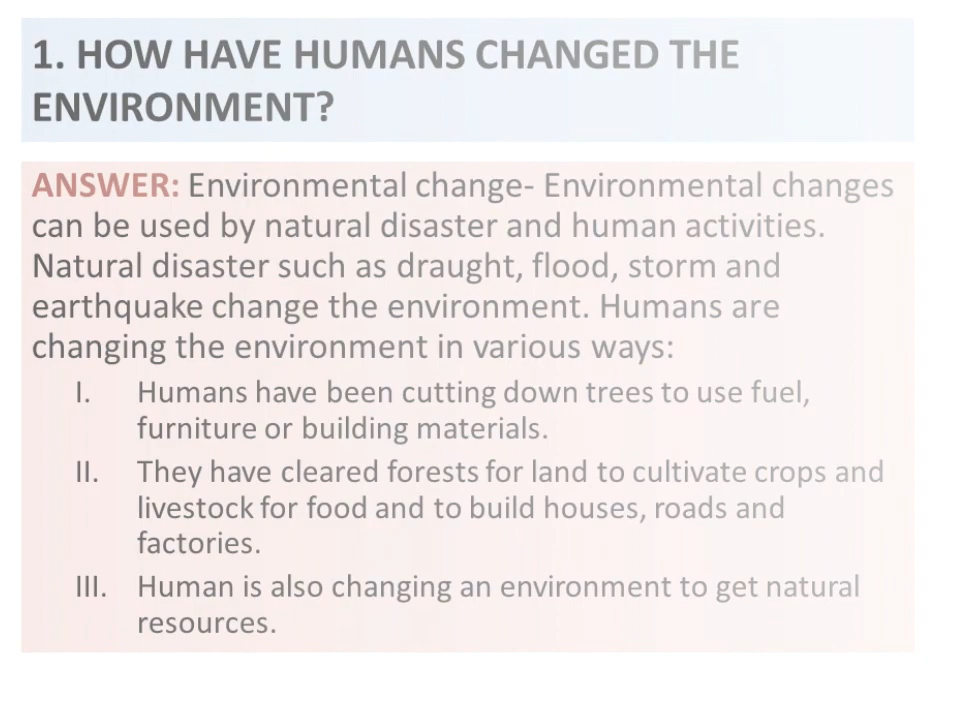 1. HOW HAVE HUMANS CHANGED THE
ENVIRONMENT?
ANSWER: Environmental change- Environmental changes
can be used by natural disaster and human activities.
Natural disaster such as draught, flood, storm and
earthquake change the environment. Humans are
changing the environment in various ways:
I. Humans have been cutting down trees to use fuel,
furniture or building materials.
II. They have cleared forests for land to cultivate crops and
livestock for food and to build houses, roads and
factories.
III. Human is also changing an environment to get natural
resources.